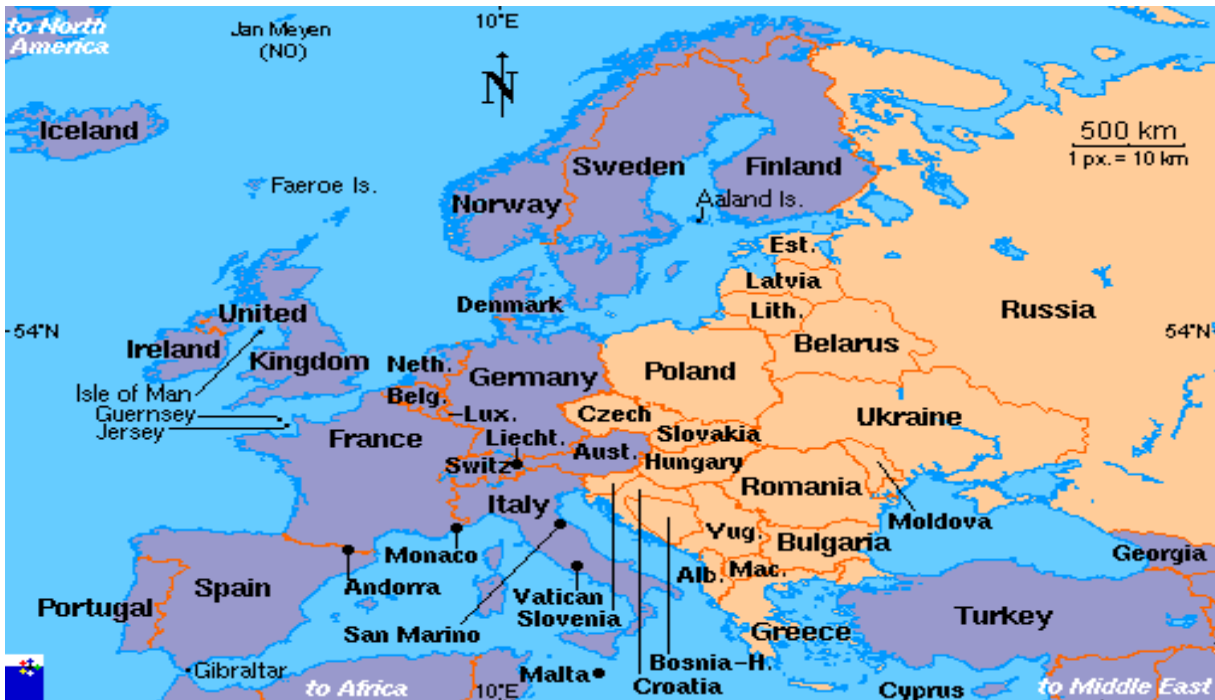 to North
America
Jan Meyen
(NO)
10°E
N
Iceland
500 km
1 px. = 10 km
Sweden
Finland
Faeroe Is.
Norway
Aaland Is.
Est.
Latvia
Denmark
Lith.
Russia
United
Kingdom
54°N
54°N
Ireland
Belarus
Neth.
Germany
Poland
Isle of Man
Belg.
Guernsey
Lux.
Czech
Ukraine
Jersey
France
Liecht.
Slovakia
Switz
Aust.
Hungary
Italy
Romania
Moldova
Monaco
Yug.
Bulgaria
Georgia
Andorra
Alb.
Mac.
Spain
Vatican
Portugal
Slovenia
Turkey
San Marino
Greece
Gibraltar
Malta
Bosnia-H.
Croatia
to Africa
10°E
Cyprus
to Middle East